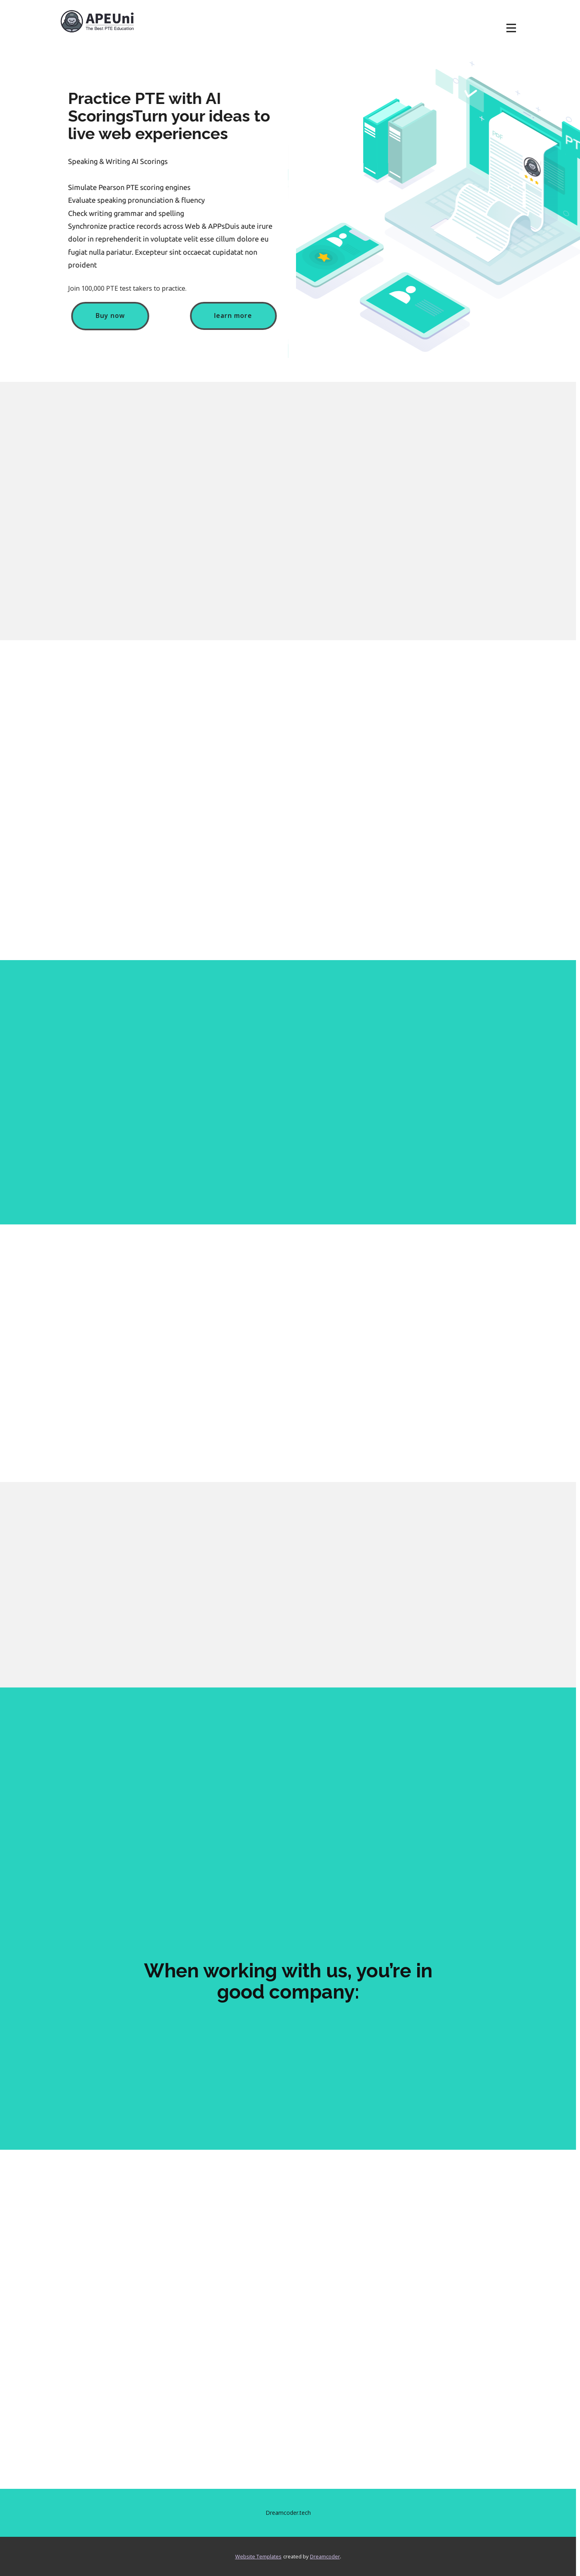 APEUni
The Best PTE Education
Practice PTE with AI
ScoringsTurn your ideas to
live web experiences
Speaking & Writing AI Scorings
Simulate Pearson PTE scoring engines
Evaluate speaking pronunciation & fluency
Check writing grammar and spelling
Synchronize practice records across Web & APPsDuis aute irure
dolor in reprehenderit in voluptate velit esse cillum dolore eu
fugiat nulla pariatur. Excepteur sint occaecat cupidatat non
proident
Join 100,000 PTE test takers to practice.
Buy now
learn more
PT
When working with us, you’re in
good company:
Dreamcoder.tech
Website Templates created by Dreamcoder.